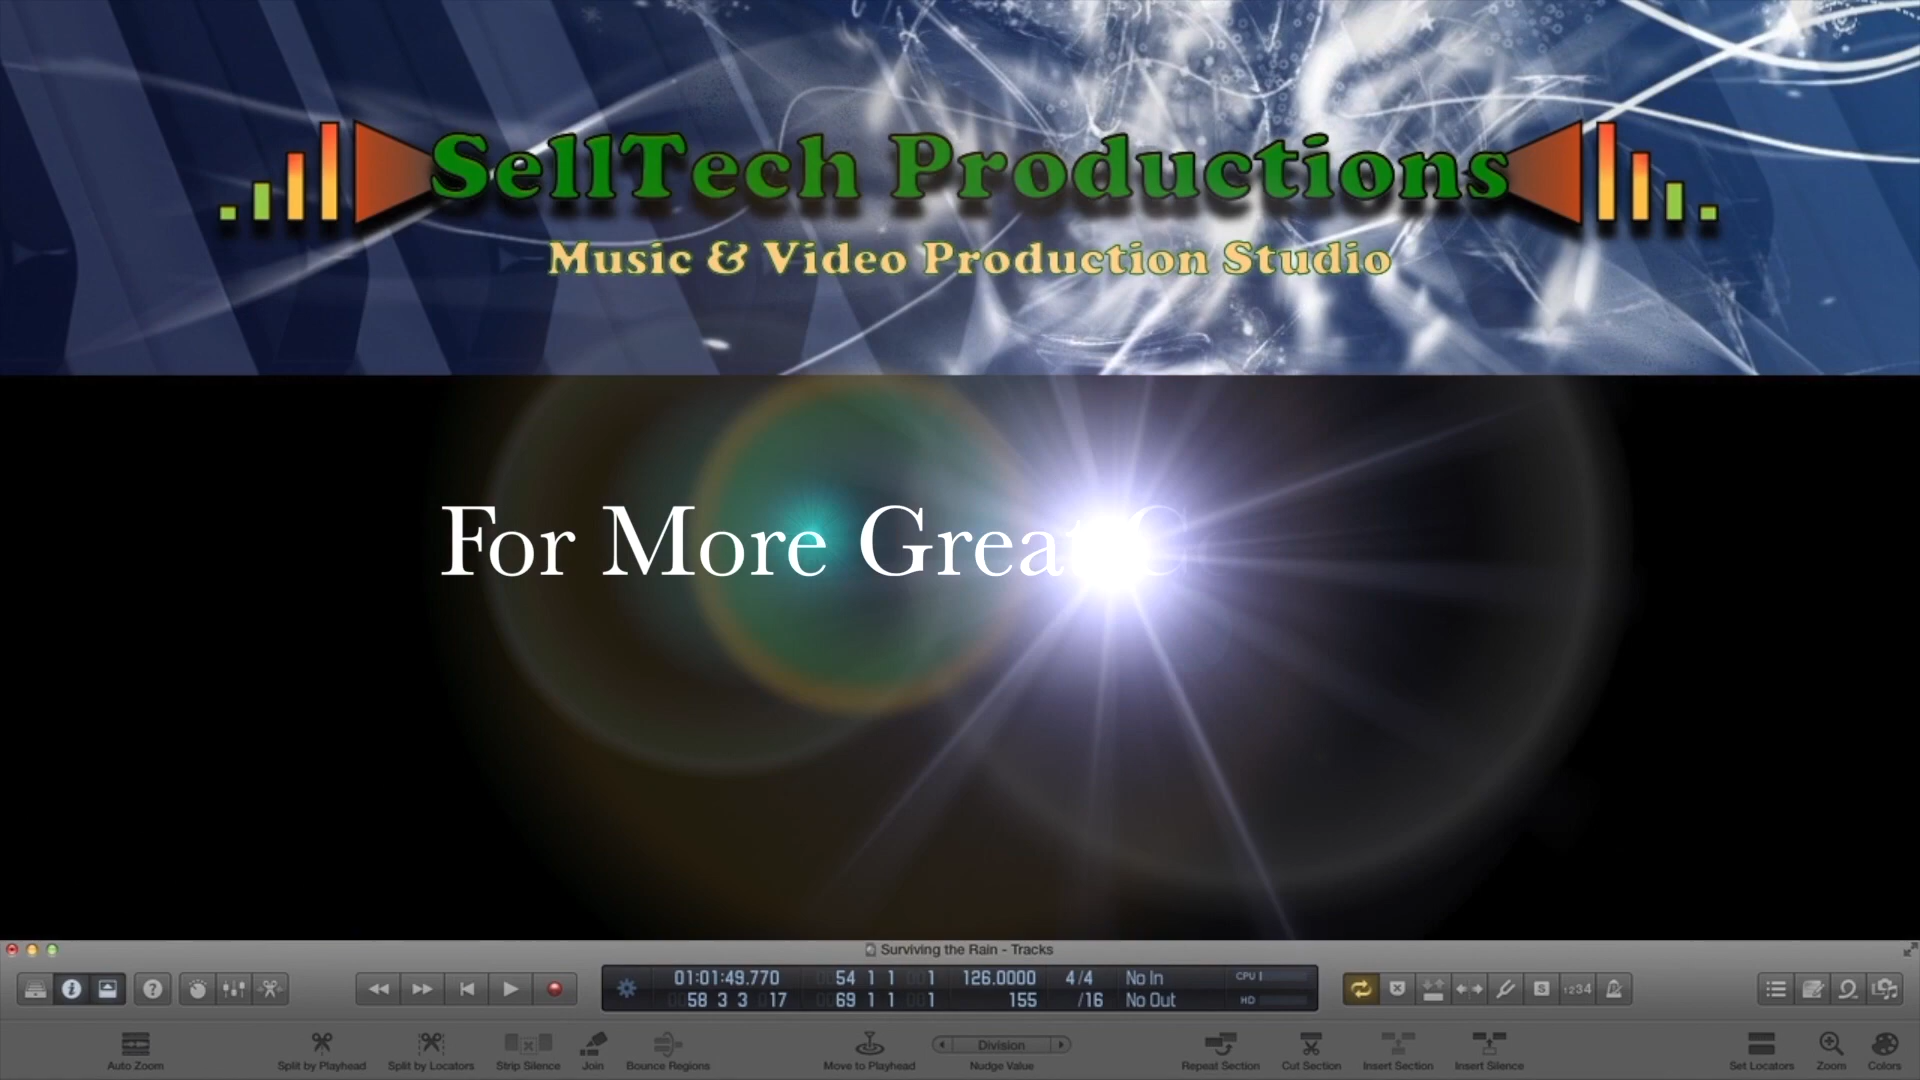 SellTech Productions
Music & Video Production Studio
For More Great C
Surviving the Rain - Tracks
01:01:49.770 54 1 1 1 126.0000 4/4 No In CPU
58 3 3 17 69 1 1 1 155 /16 No Out HD
1234
Auto Zoom Split by Playhead Split by Locators Strip Silence Join Bounce Regions Move to Playhead Division Nudge Value Repeat Section Cut Section Insert Section Insert Silence Set Locators Zoom Colors